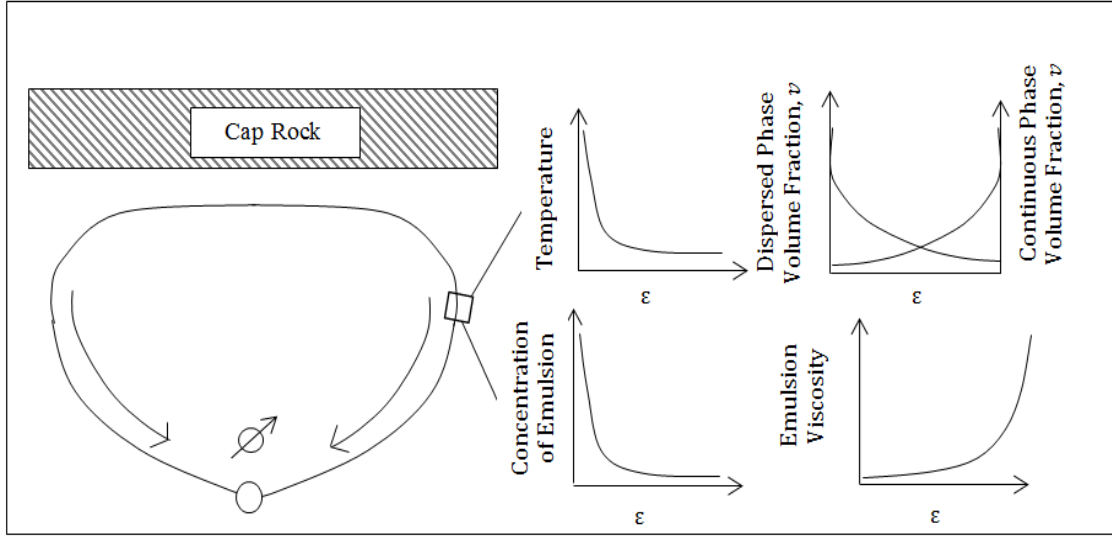 Cap Rock
Temperature
ε
Dispersed Phase
Volume Fraction, v
ε
Continuous Phase
Volume Fraction, v
Concentration
of Emulsion
ε
Emulsion
Viscosity
ε